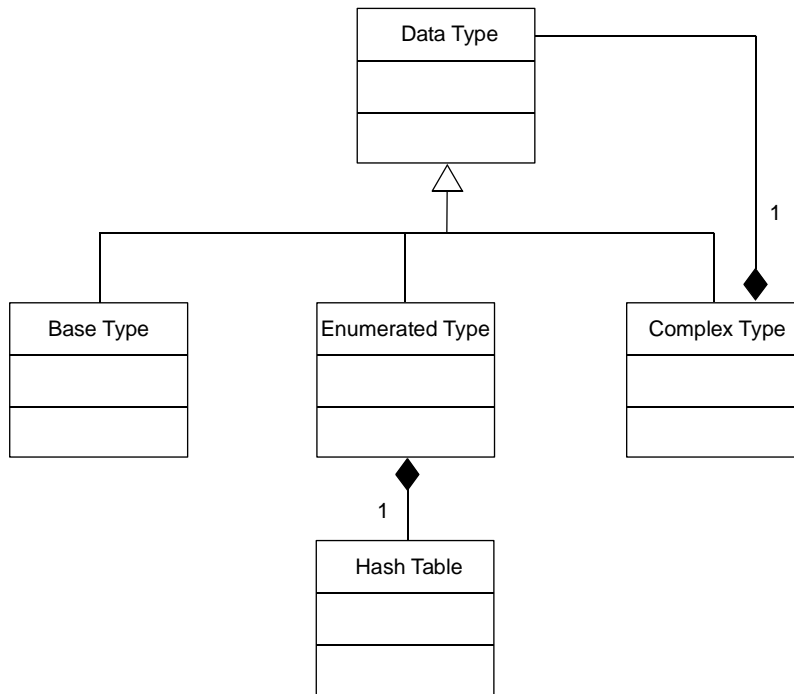 Data Type
1
Base Type
Enumerated Type
Complex Type
1
Hash Table